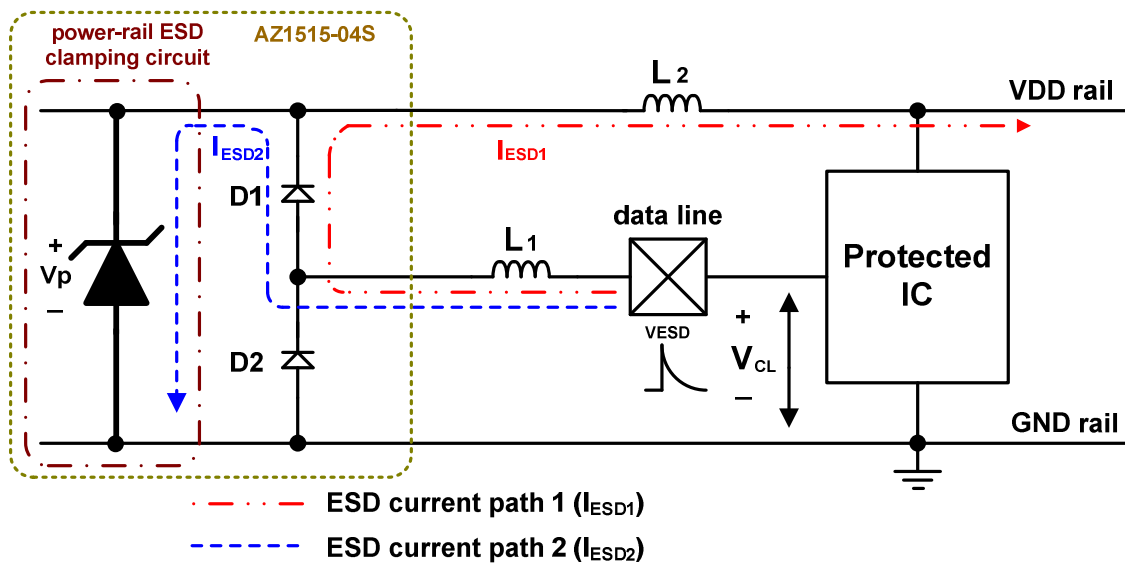 power-rail ESD
clamping circuit
AZ1515-04S
L2
VDD rail
IESD2
IESD1
D1
data line
L1
Protected
IC
+
Vp
–
VESD
+
VCL
–
D2
GND rail
ESD current path 1 (IESD1)
ESD current path 2 (IESD2)